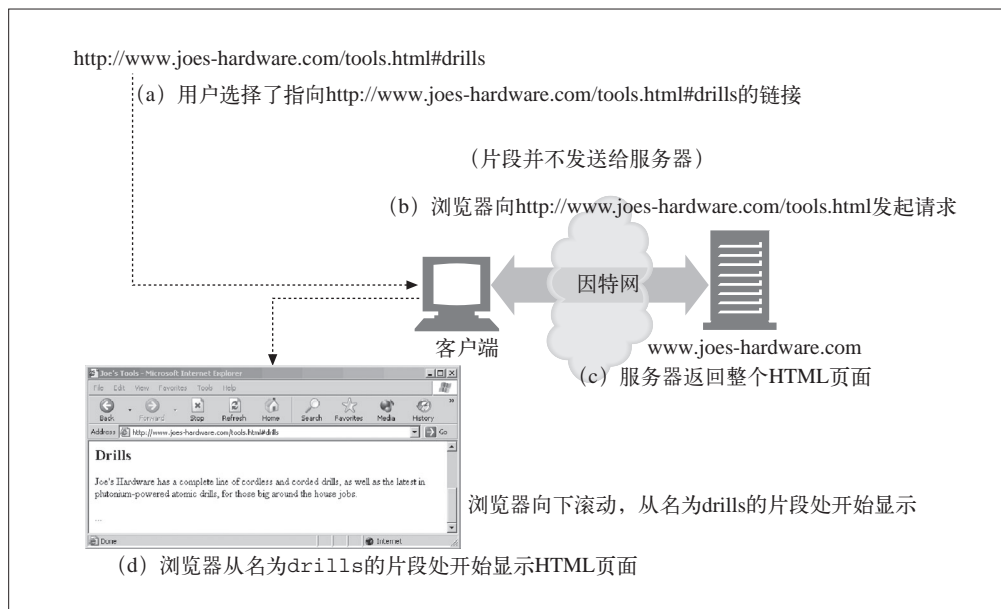 http://www.joes-hardware.com/tools.html#drills
（a）用户选择了指向http://www.joes-hardware.com/tools.html#drills的链接
（片段并不发送给服务器）
（b）浏览器向http://www.joes-hardware.com/tools.html发起请求
因特网
客户端
www.joes-hardware.com
（c）服务器返回整个HTML页面
Joe's Tools - Microsoft Internet Explorer
File Edit View Favorites Tools Help
Back Forward Stop Refresh Home Search Favorites Media History
Address http://www.joes-hardware.com/tools.html#drills Go
Drills
Joe's Hardware has a complete line of cordless and corded drills, as well as the latest in
plutonium-powered atomic drills, for those big around the house jobs.
...
浏览器向下滚动，从名为drills的片段处开始显示
Done Internet
（d）浏览器从名为drills的片段处开始显示HTML页面